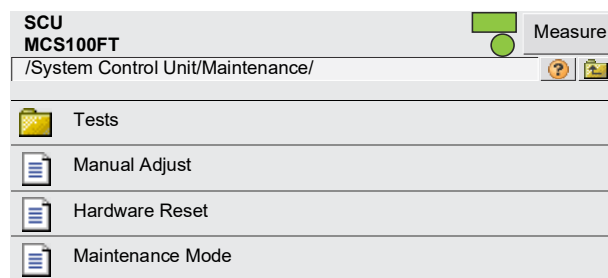 SCU
MCS100FT
Measure
/System Control Unit/Maintenance/
?
Tests
Manual Adjust
Hardware Reset
Maintenance Mode